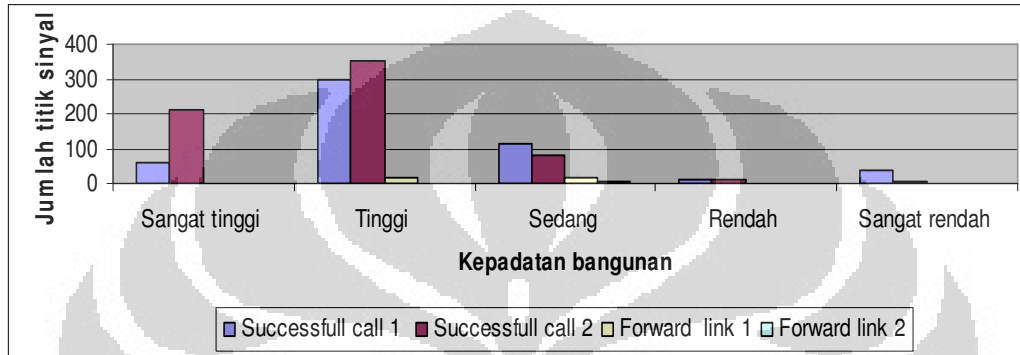 Jumlah titik sinyal
400
300
200
100
0
Sangat tinggi Tinggi Sedang Rendah Sangat rendah
Kepadatan bangunan
Successfull call 1 Successfull call 2 Forward link 1 Forward link 2